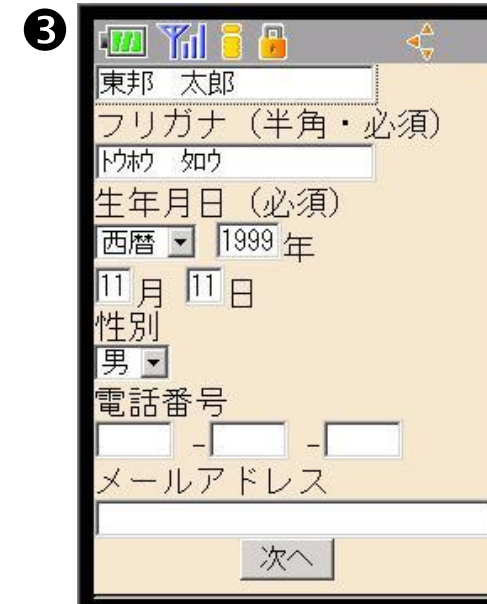 ❸
東邦　太郎
フリガナ（半角・必須）
ﾄｳﾎｳ　ﾀﾛｳ
生年月日（必須）
西暦 1999 年
11 月 11 日
性別
男
電話番号
- -
メールアドレス
次へ